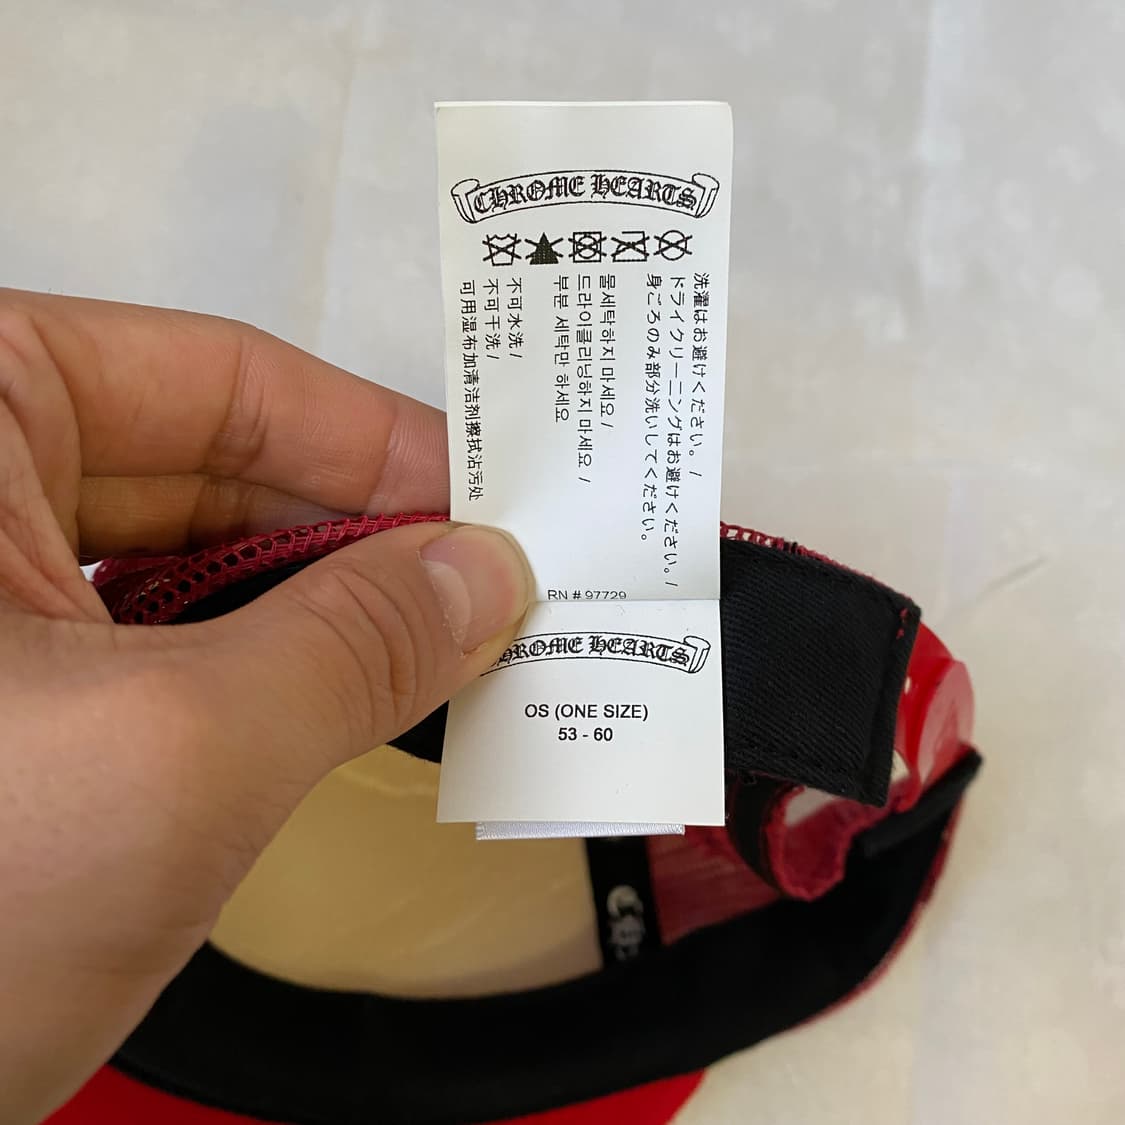 CHROME HEARTS
洗濯はお避けください。/
ドライクリーニングはお避けください。/
身ごろのみ部分洗いしてください。
물세탁하지 마세요 /
드라이클리닝하지 마세요 /
부분 세탁만 하세요
不可水洗 /
不可干洗 /
可用湿布加清洁剂擦拭沾污处
RN # 97729
HROME HEARTS
OS (ONE SIZE)
53 - 60